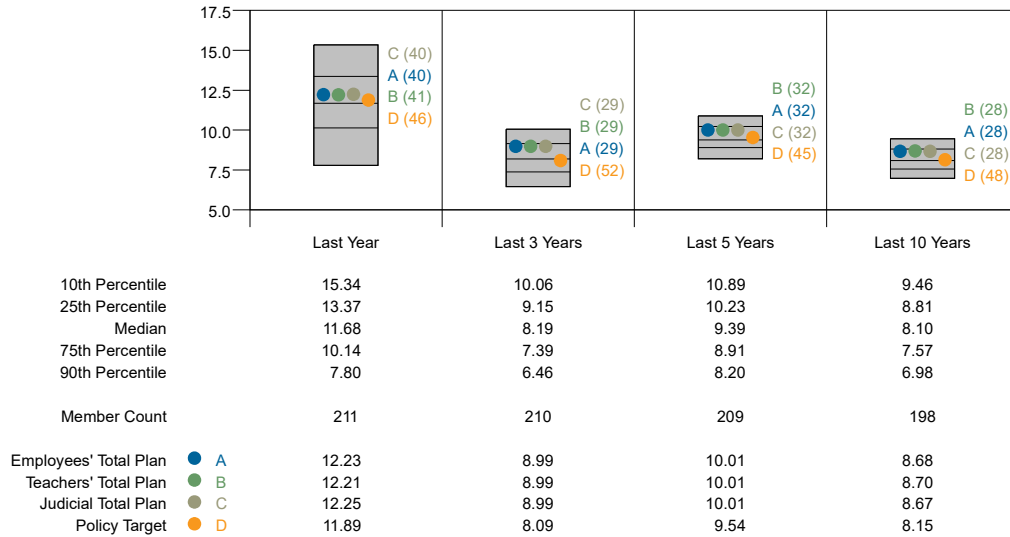 17.5
15.0
12.5
10.0
7.5
5.0
C (40)
A (40)
B (41)
D (46)
C (29)
B (29)
A (29)
D (52)
B (32)
A (32)
C (32)
D (45)
B (28)
A (28)
C (28)
D (48)
Last Year Last 3 Years Last 5 Years Last 10 Years
10th Percentile 15.34 10.06 10.89 9.46
25th Percentile 13.37 9.15 10.23 8.81
Median 11.68 8.19 9.39 8.10
75th Percentile 10.14 7.39 8.91 7.57
90th Percentile 7.80 6.46 8.20 6.98
Member Count 211 210 209 198
Employees' Total Plan A 12.23 8.99 10.01 8.68
Teachers' Total Plan B 12.21 8.99 10.01 8.70
Judicial Total Plan C 12.25 8.99 10.01 8.67
Policy Target D 11.89 8.09 9.54 8.15